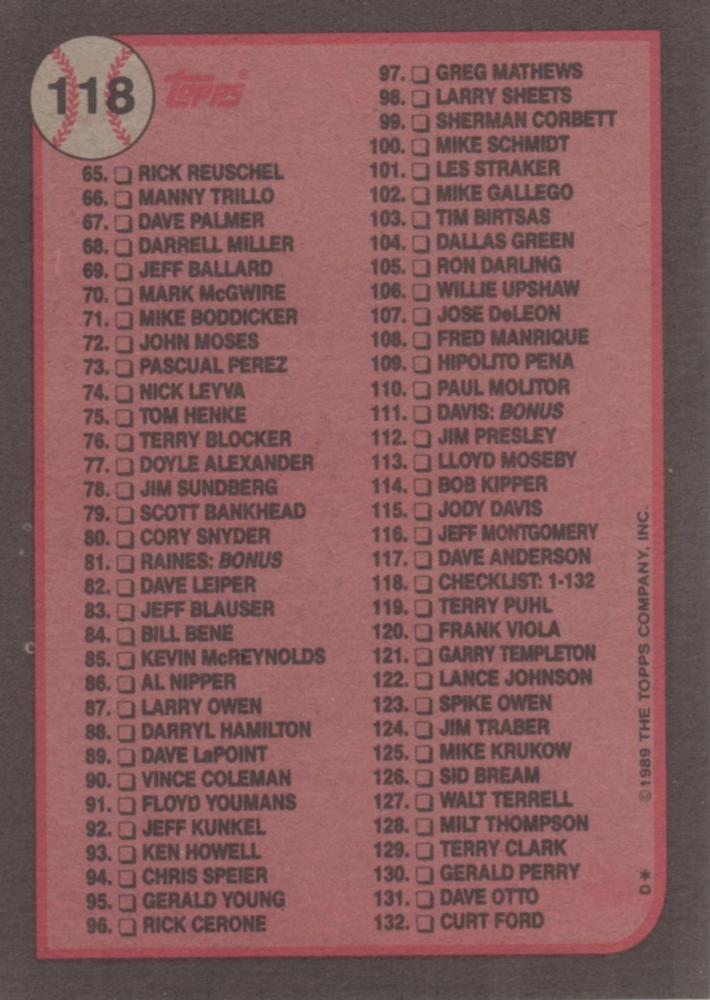 118
Topps®
65. RICK REUSCHEL
66. MANNY TRILLO
67. DAVE PALMER
68. DARRELL MILLER
69. JEFF BALLARD
70. MARK McGWIRE
71. MIKE BODDICKER
72. JOHN MOSES
73. PASCUAL PEREZ
74. NICK LEYVA
75. TOM HENKE
76. TERRY BLOCKER
77. DOYLE ALEXANDER
78. JIM SUNDBERG
79. SCOTT BANKHEAD
80. CORY SNYDER
81. RAINES: BONUS
82. DAVE LEIPER
83. JEFF BLAUSER
84. BILL BENE
85. KEVIN McREYNOLDS
86. AL NIPPER
87. LARRY OWEN
88. DARRYL HAMILTON
89. DAVE LaPOINT
90. VINCE COLEMAN
91. FLOYD YOUMANS
92. JEFF KUNKEL
93. KEN HOWELL
94. CHRIS SPEIER
95. GERALD YOUNG
96. RICK CERONE
97. GREG MATHEWS
98. LARRY SHEETS
99. SHERMAN CORBETT
100. MIKE SCHMIDT
101. LES STRAKER
102. MIKE GALLEGO
103. TIM BIRTSAS
104. DALLAS GREEN
105. RON DARLING
106. WILLIE UPSHAW
107. JOSE DeLEON
108. FRED MANRIQUE
109. HIPOLITO PENA
110. PAUL MOLITOR
111. DAVIS: BONUS
112. JIM PRESLEY
113. LLOYD MOSEBY
114. BOB KIPPER
115. JODY DAVIS
116. JEFF MONTGOMERY
117. DAVE ANDERSON
118. CHECKLIST: 1-132
119. TERRY PUHL
120. FRANK VIOLA
121. GARRY TEMPLETON
122. LANCE JOHNSON
123. SPIKE OWEN
124. JIM TRABER
125. MIKE KRUKOW
126. SID BREAM
127. WALT TERRELL
128. MILT THOMPSON
129. TERRY CLARK
130. GERALD PERRY
131. DAVE OTTO
132. CURT FORD
D* ©1989 THE TOPPS COMPANY, INC.